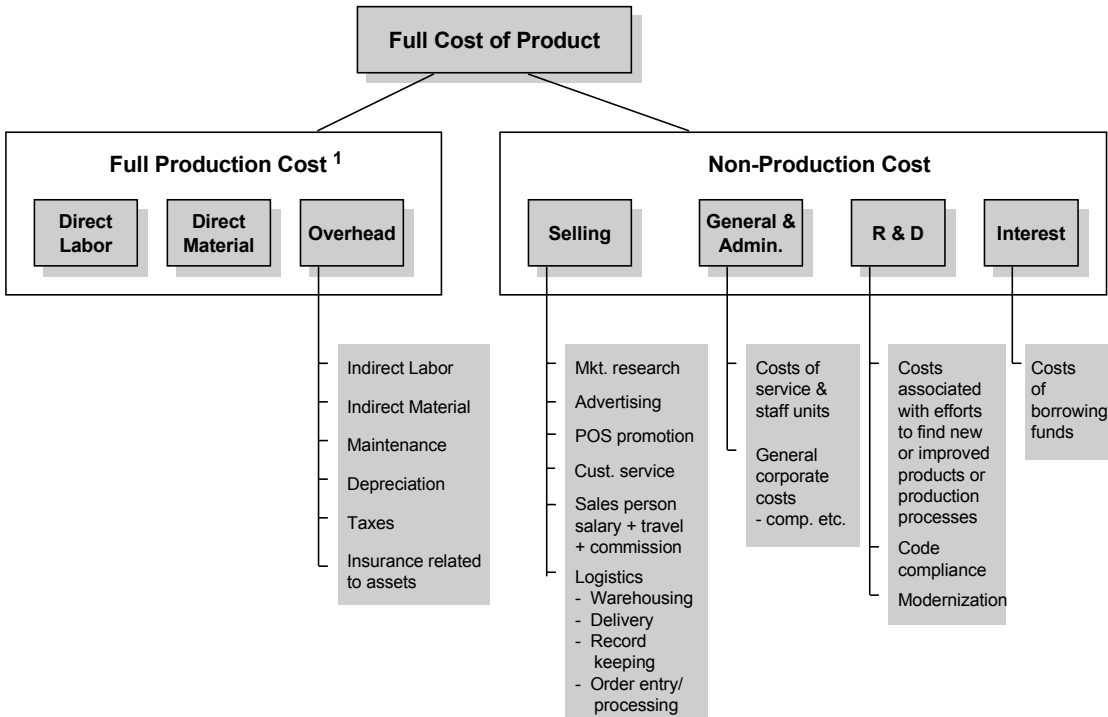 Full Cost of Product
Full Production Cost 1
Direct
Labor
Direct
Material
Overhead
Non-Production Cost
Selling
General &
Admin.
R & D
Interest
Indirect Labor
Indirect Material
Maintenance
Depreciation
Taxes
Insurance related
to assets
Mkt. research
Advertising
POS promotion
Cust. service
Sales person
salary + travel
+ commission
Logistics
- Warehousing
- Delivery
- Record
keeping
- Order entry/
processing
Costs of
service &
staff units
General
corporate
costs
- comp. etc.
Costs
associated
with efforts
to find new
or improved
products or
production
processes
Code
compliance
Modernization
Costs
of
borrowing
funds